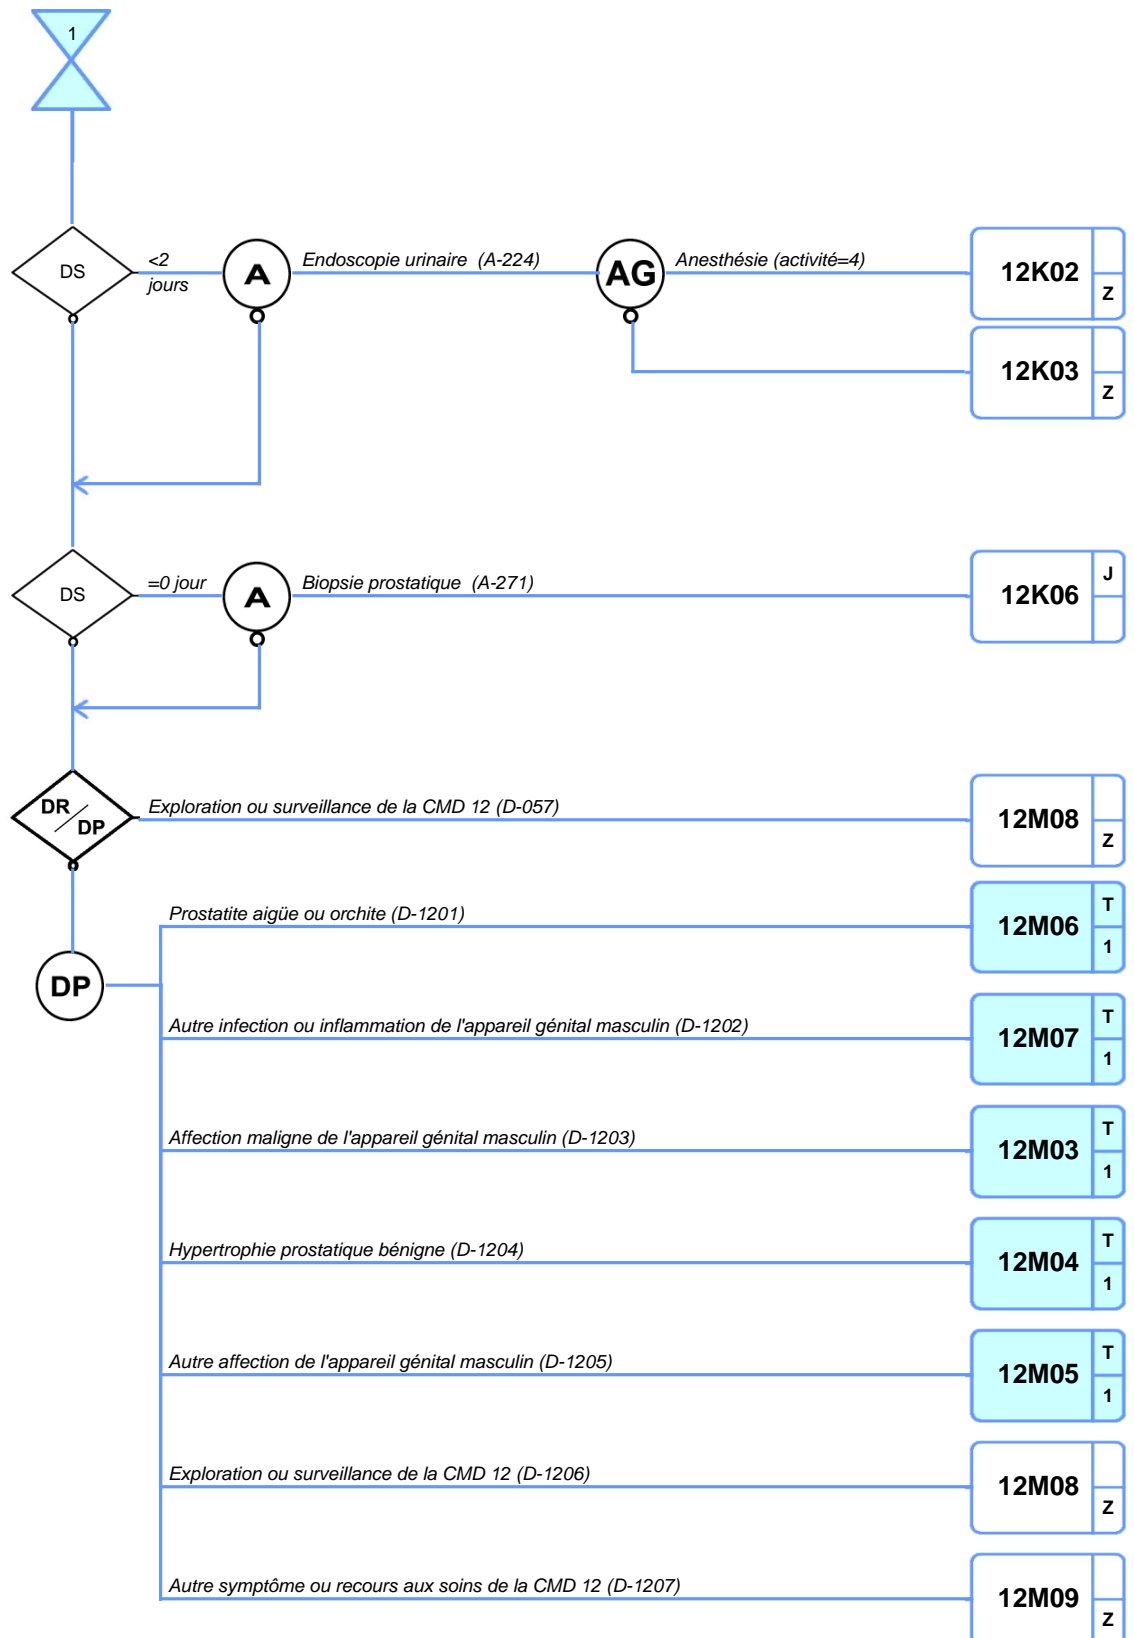 1
DS
<2
jours
A
Endoscopie urinaire (A-224)
AG
Anesthésie (activité=4)
12K02
Z
12K03
Z
DS
=0 jour
A
Biopsie prostatique (A-271)
12K06
J
DR
DP
Exploration ou surveillance de la CMD 12 (D-057)
12M08
Z
DP
Prostatite aigüe ou orchite (D-1201)
12M06
T
1
Autre infection ou inflammation de l'appareil génital masculin (D-1202)
12M07
T
1
Affection maligne de l'appareil génital masculin (D-1203)
12M03
T
1
Hypertrophie prostatique bénigne (D-1204)
12M04
T
1
Autre affection de l'appareil génital masculin (D-1205)
12M05
T
1
Exploration ou surveillance de la CMD 12 (D-1206)
12M08
Z
Autre symptôme ou recours aux soins de la CMD 12 (D-1207)
12M09
Z